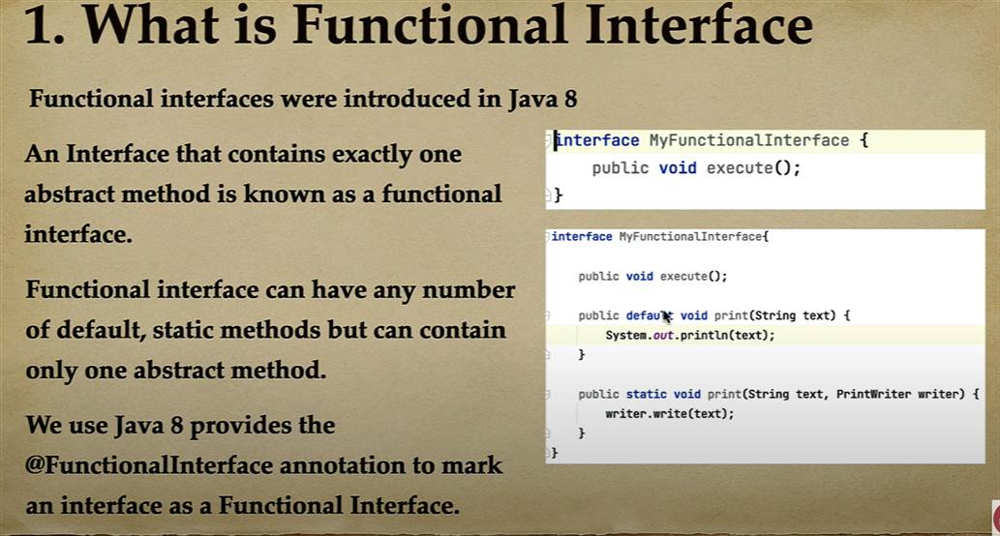 1. What is Functional Interface
Functional interfaces were introduced in Java 8
An Interface that contains exactly one
abstract method is known as a functional
interface.
Functional interface can have any number
of default, static methods but can contain
only one abstract method.
We use Java 8 provides the
@FunctionalInterface annotation to mark
an interface as a Functional Interface.
interface MyFunctionalInterface {
public void execute();
}
interface MyFunctionalInterface{
public void execute();
public default void print(String text) {
System.out.println(text);
}
public static void print(String text, PrintWriter writer) {
writer.write(text);
}
}